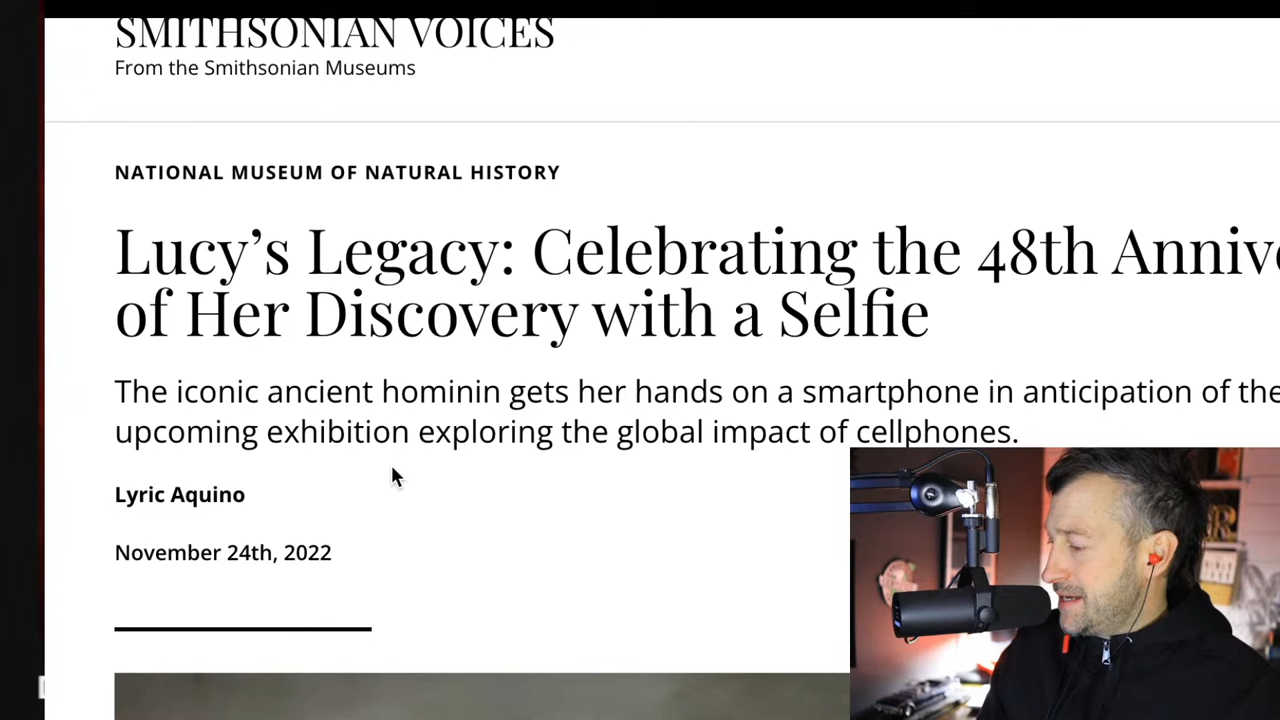 SMITHSONIAN VOICES
From the Smithsonian Museums
NATIONAL MUSEUM OF NATURAL HISTORY
Lucy’s Legacy: Celebrating the 48th
of Her Discovery with a Selfie
The iconic ancient hominin gets her hands on a smartphone in anticipation of the
upcoming exhibition exploring the global impact of cellphones.
Lyric Aquino
November 24th, 2022